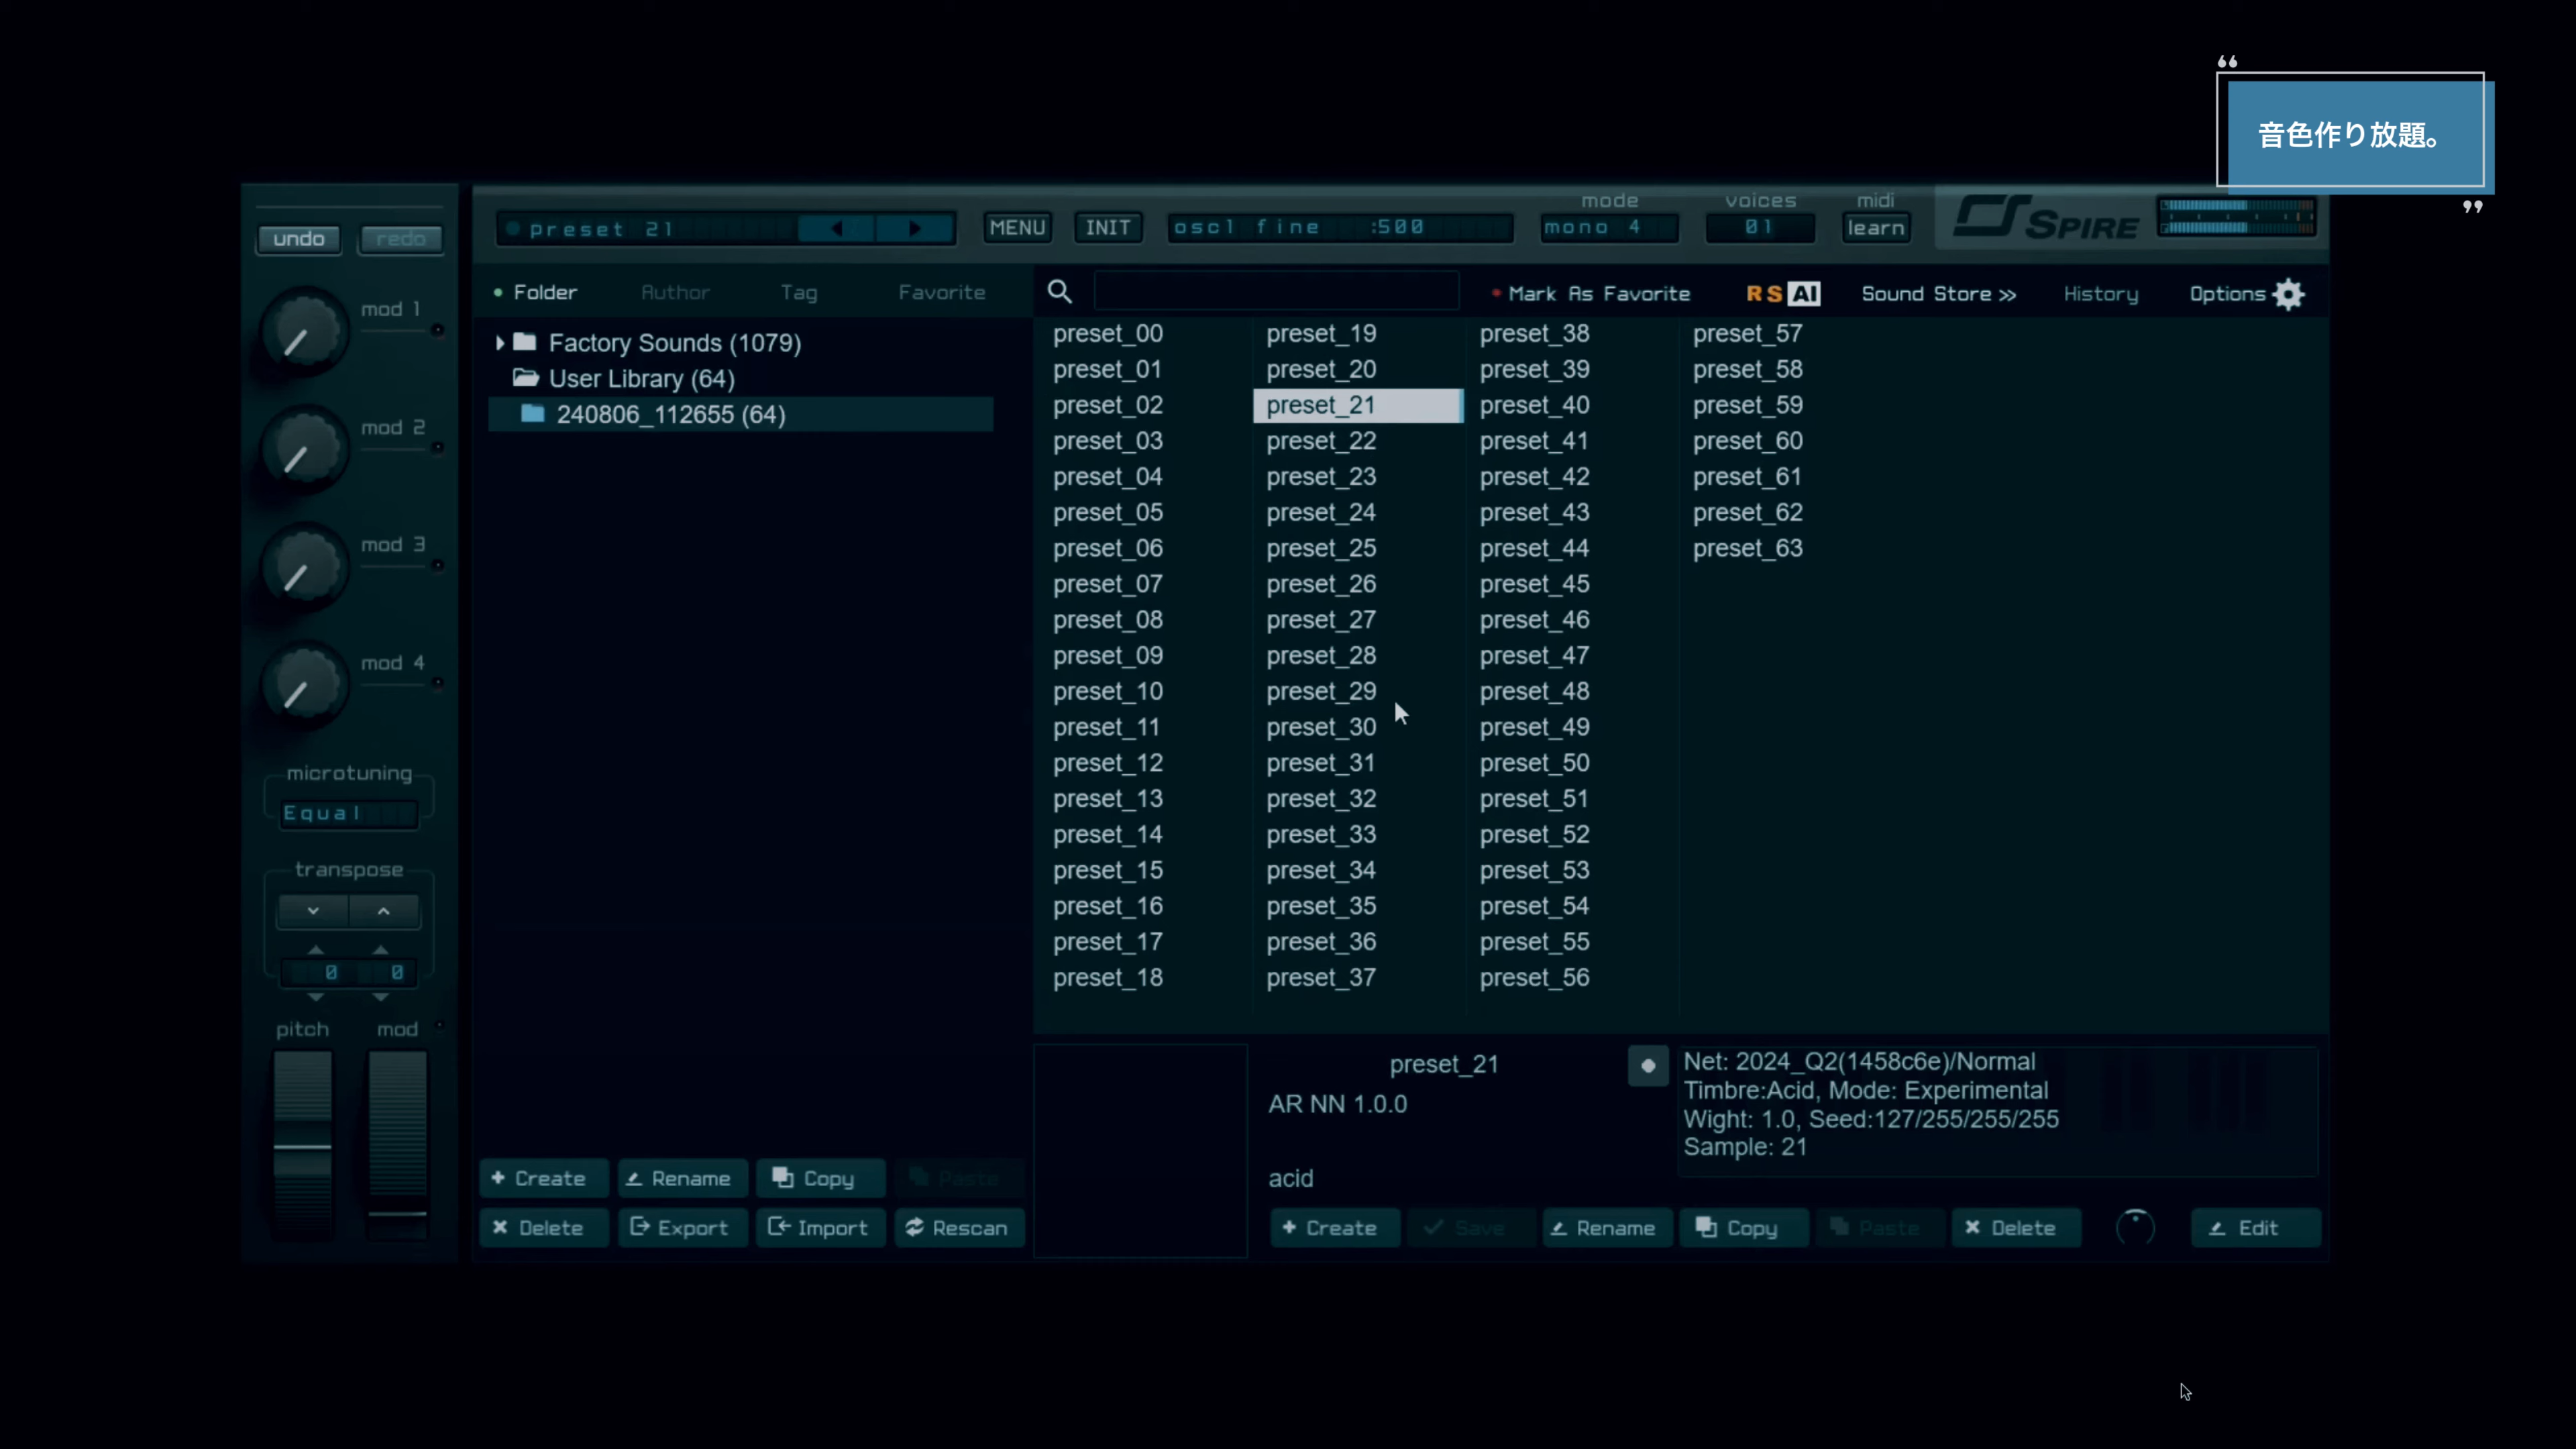 “
音色作り放題。
”
undo redo
preset 21
MENU
INIT
osc1 fine :500
mode
mono 4
voices
01
midi
learn
SPIRE
Folder Author Tag Favorite
Mark As Favorite
RSAI
Sound Store >>
History
Options
mod 1
mod 2
mod 3
mod 4
microtuning
Equal
transpose
0 0
pitch mod
Factory Sounds (1079)
User Library (64)
240806_112655 (64)
preset_00
preset_01
preset_02
preset_03
preset_04
preset_05
preset_06
preset_07
preset_08
preset_09
preset_10
preset_11
preset_12
preset_13
preset_14
preset_15
preset_16
preset_17
preset_18
preset_19
preset_20
preset_21
preset_22
preset_23
preset_24
preset_25
preset_26
preset_27
preset_28
preset_29
preset_30
preset_31
preset_32
preset_33
preset_34
preset_35
preset_36
preset_37
preset_38
preset_39
preset_40
preset_41
preset_42
preset_43
preset_44
preset_45
preset_46
preset_47
preset_48
preset_49
preset_50
preset_51
preset_52
preset_53
preset_54
preset_55
preset_56
preset_57
preset_58
preset_59
preset_60
preset_61
preset_62
preset_63
Create Rename Copy Paste
Delete Export Import Rescan
preset_21
AR NN 1.0.0
acid
Net: 2024_Q2(1458c6e)/Normal
Timbre:Acid, Mode: Experimental
Wight: 1.0, Seed:127/255/255/255
Sample: 21
Create Save Rename Copy Paste Delete Edit